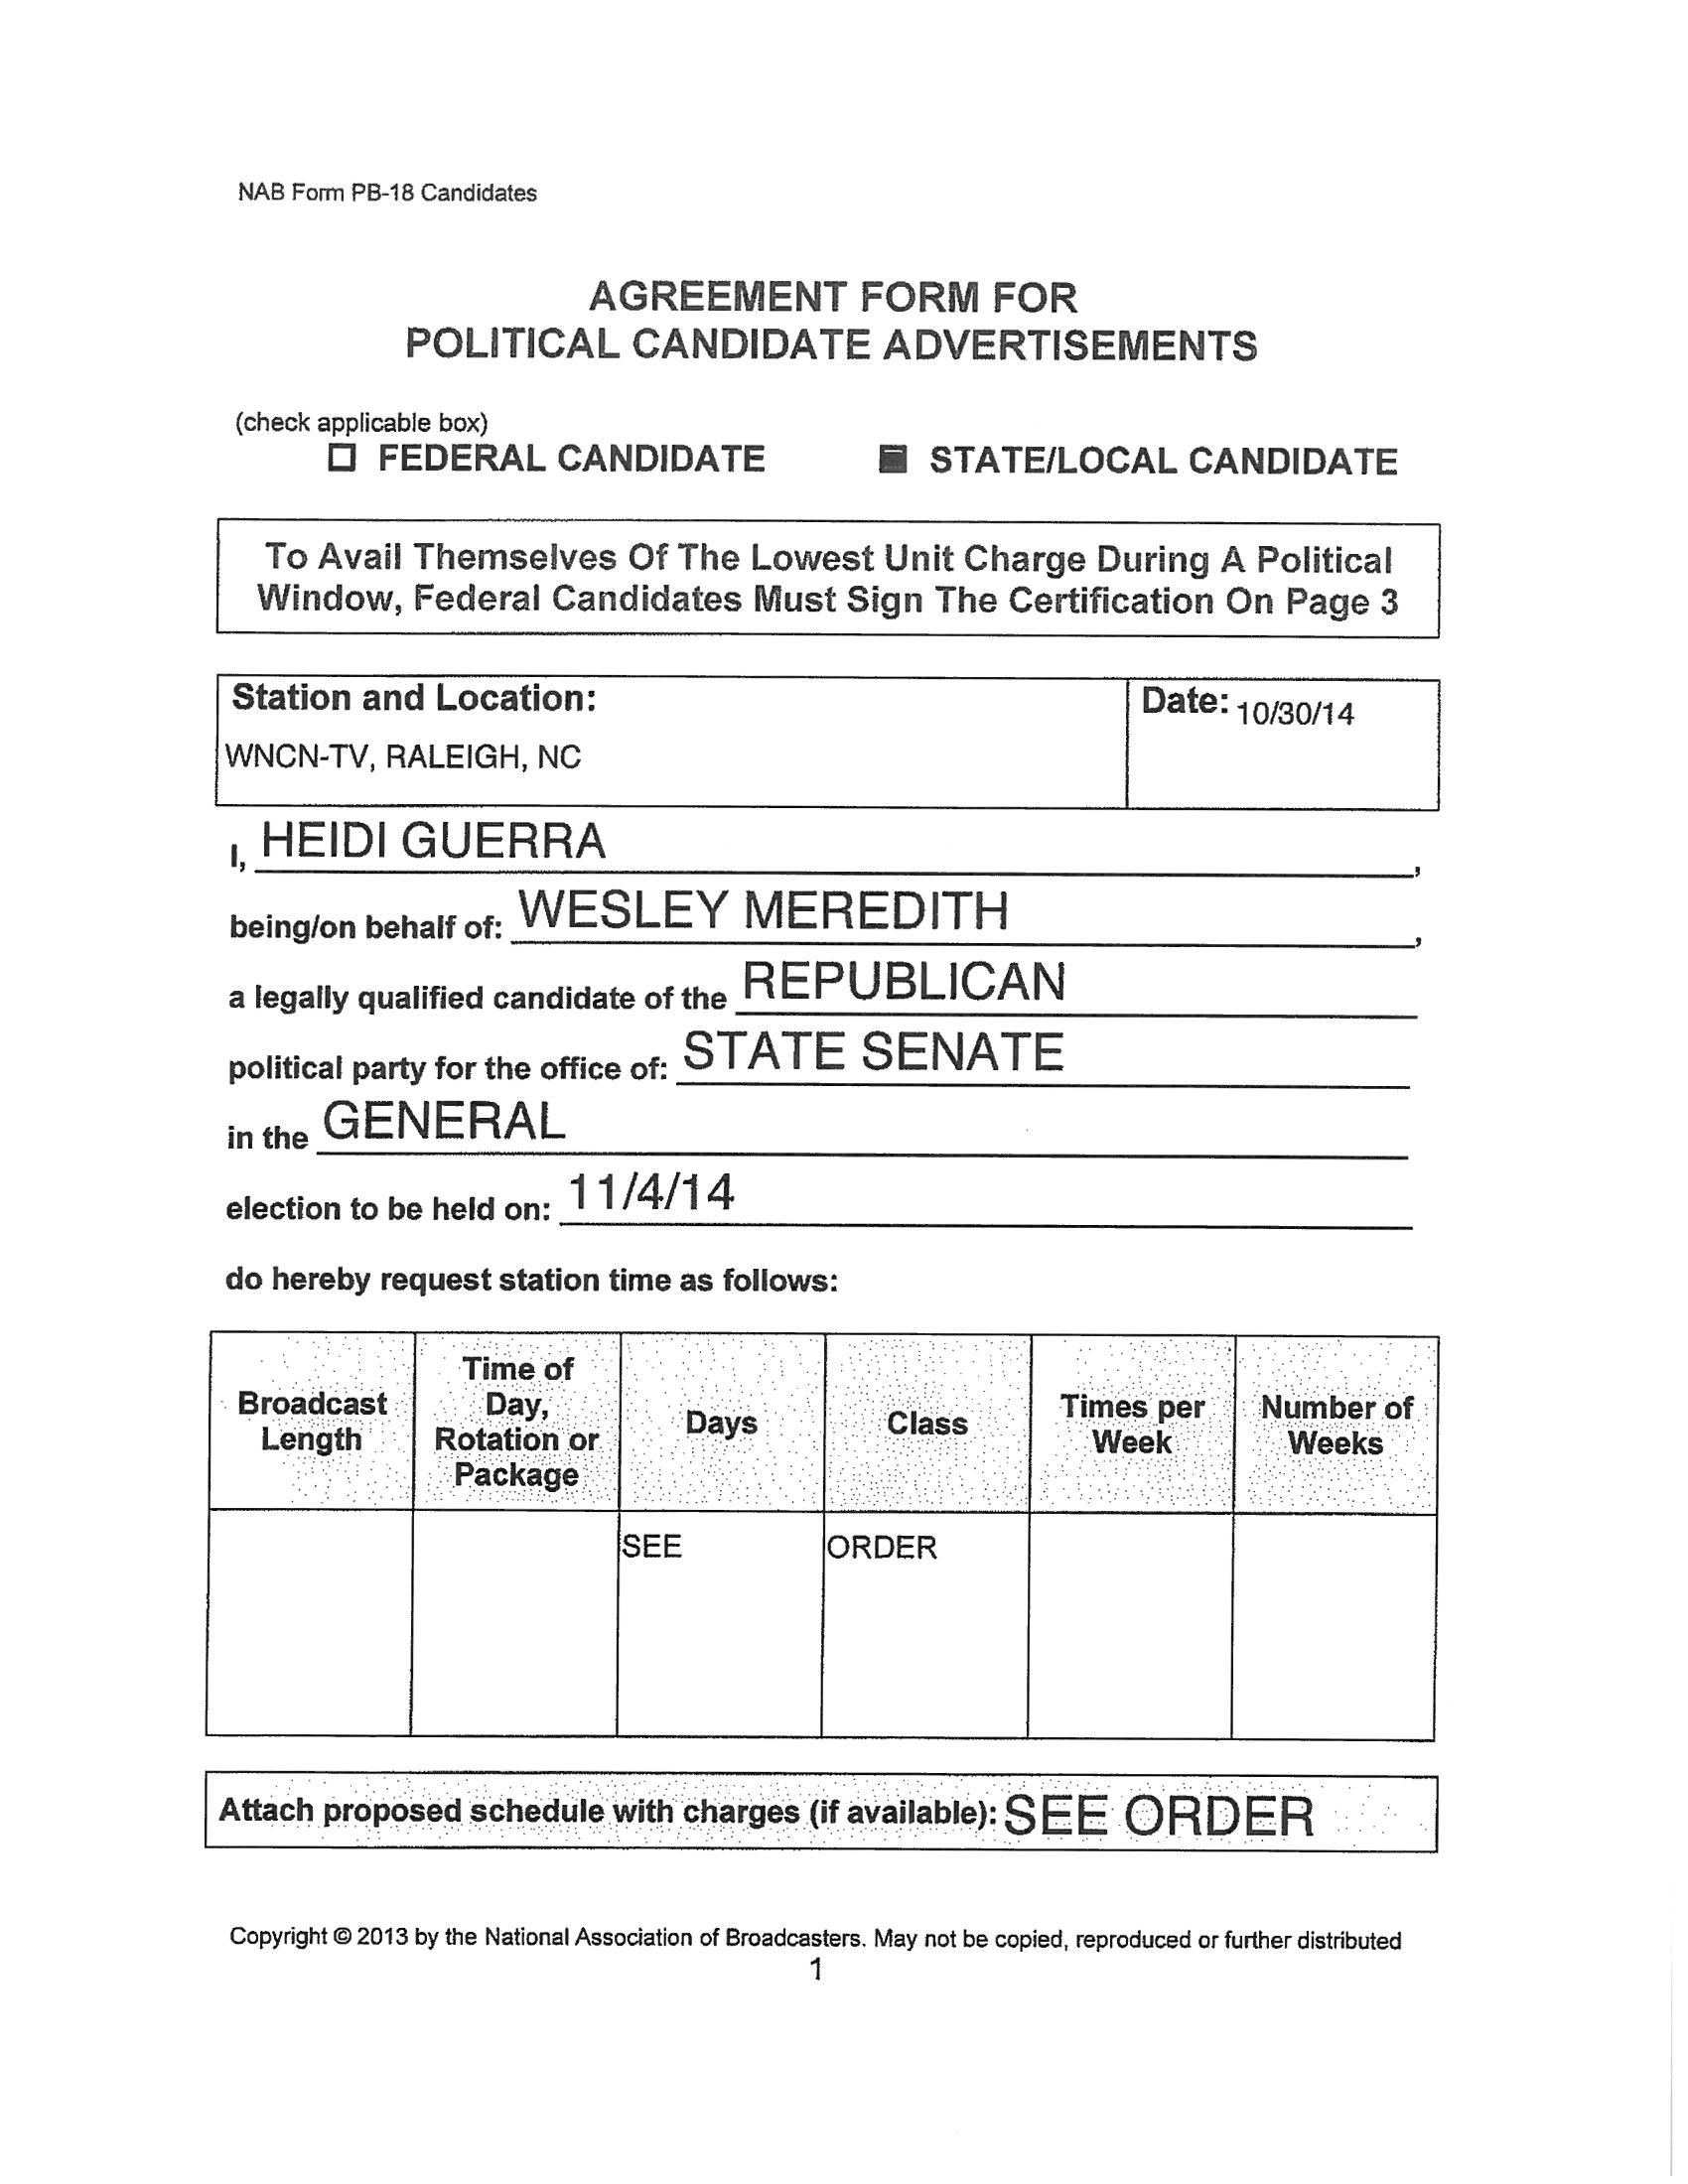 NAB Form PB-18 Candidates
AGREEMENT FORM FOR
POLITICAL CANDIDATE ADVERTISEMENTS
(check applicable box)
☐ FEDERAL CANDIDATE ■ STATE/LOCAL CANDIDATE
To Avail Themselves Of The Lowest Unit Charge During A Political
Window, Federal Candidates Must Sign The Certification On Page 3
Station and Location:
WNCN-TV, RALEIGH, NC
Date: 10/30/14
I, HEIDI GUERRA,
being/on behalf of: WESLEY MEREDITH,
a legally qualified candidate of the REPUBLICAN
political party for the office of: STATE SENATE
in the GENERAL
election to be held on: 11/4/14
do hereby request station time as follows:
Broadcast
Length
Time of
Day,
Rotation or
Package
Days
Class
Times per
Week
Number of
Weeks
SEE
ORDER
Attach proposed schedule with charges (if available): SEE ORDER
Copyright © 2013 by the National Association of Broadcasters. May not be copied, reproduced or further distributed
1